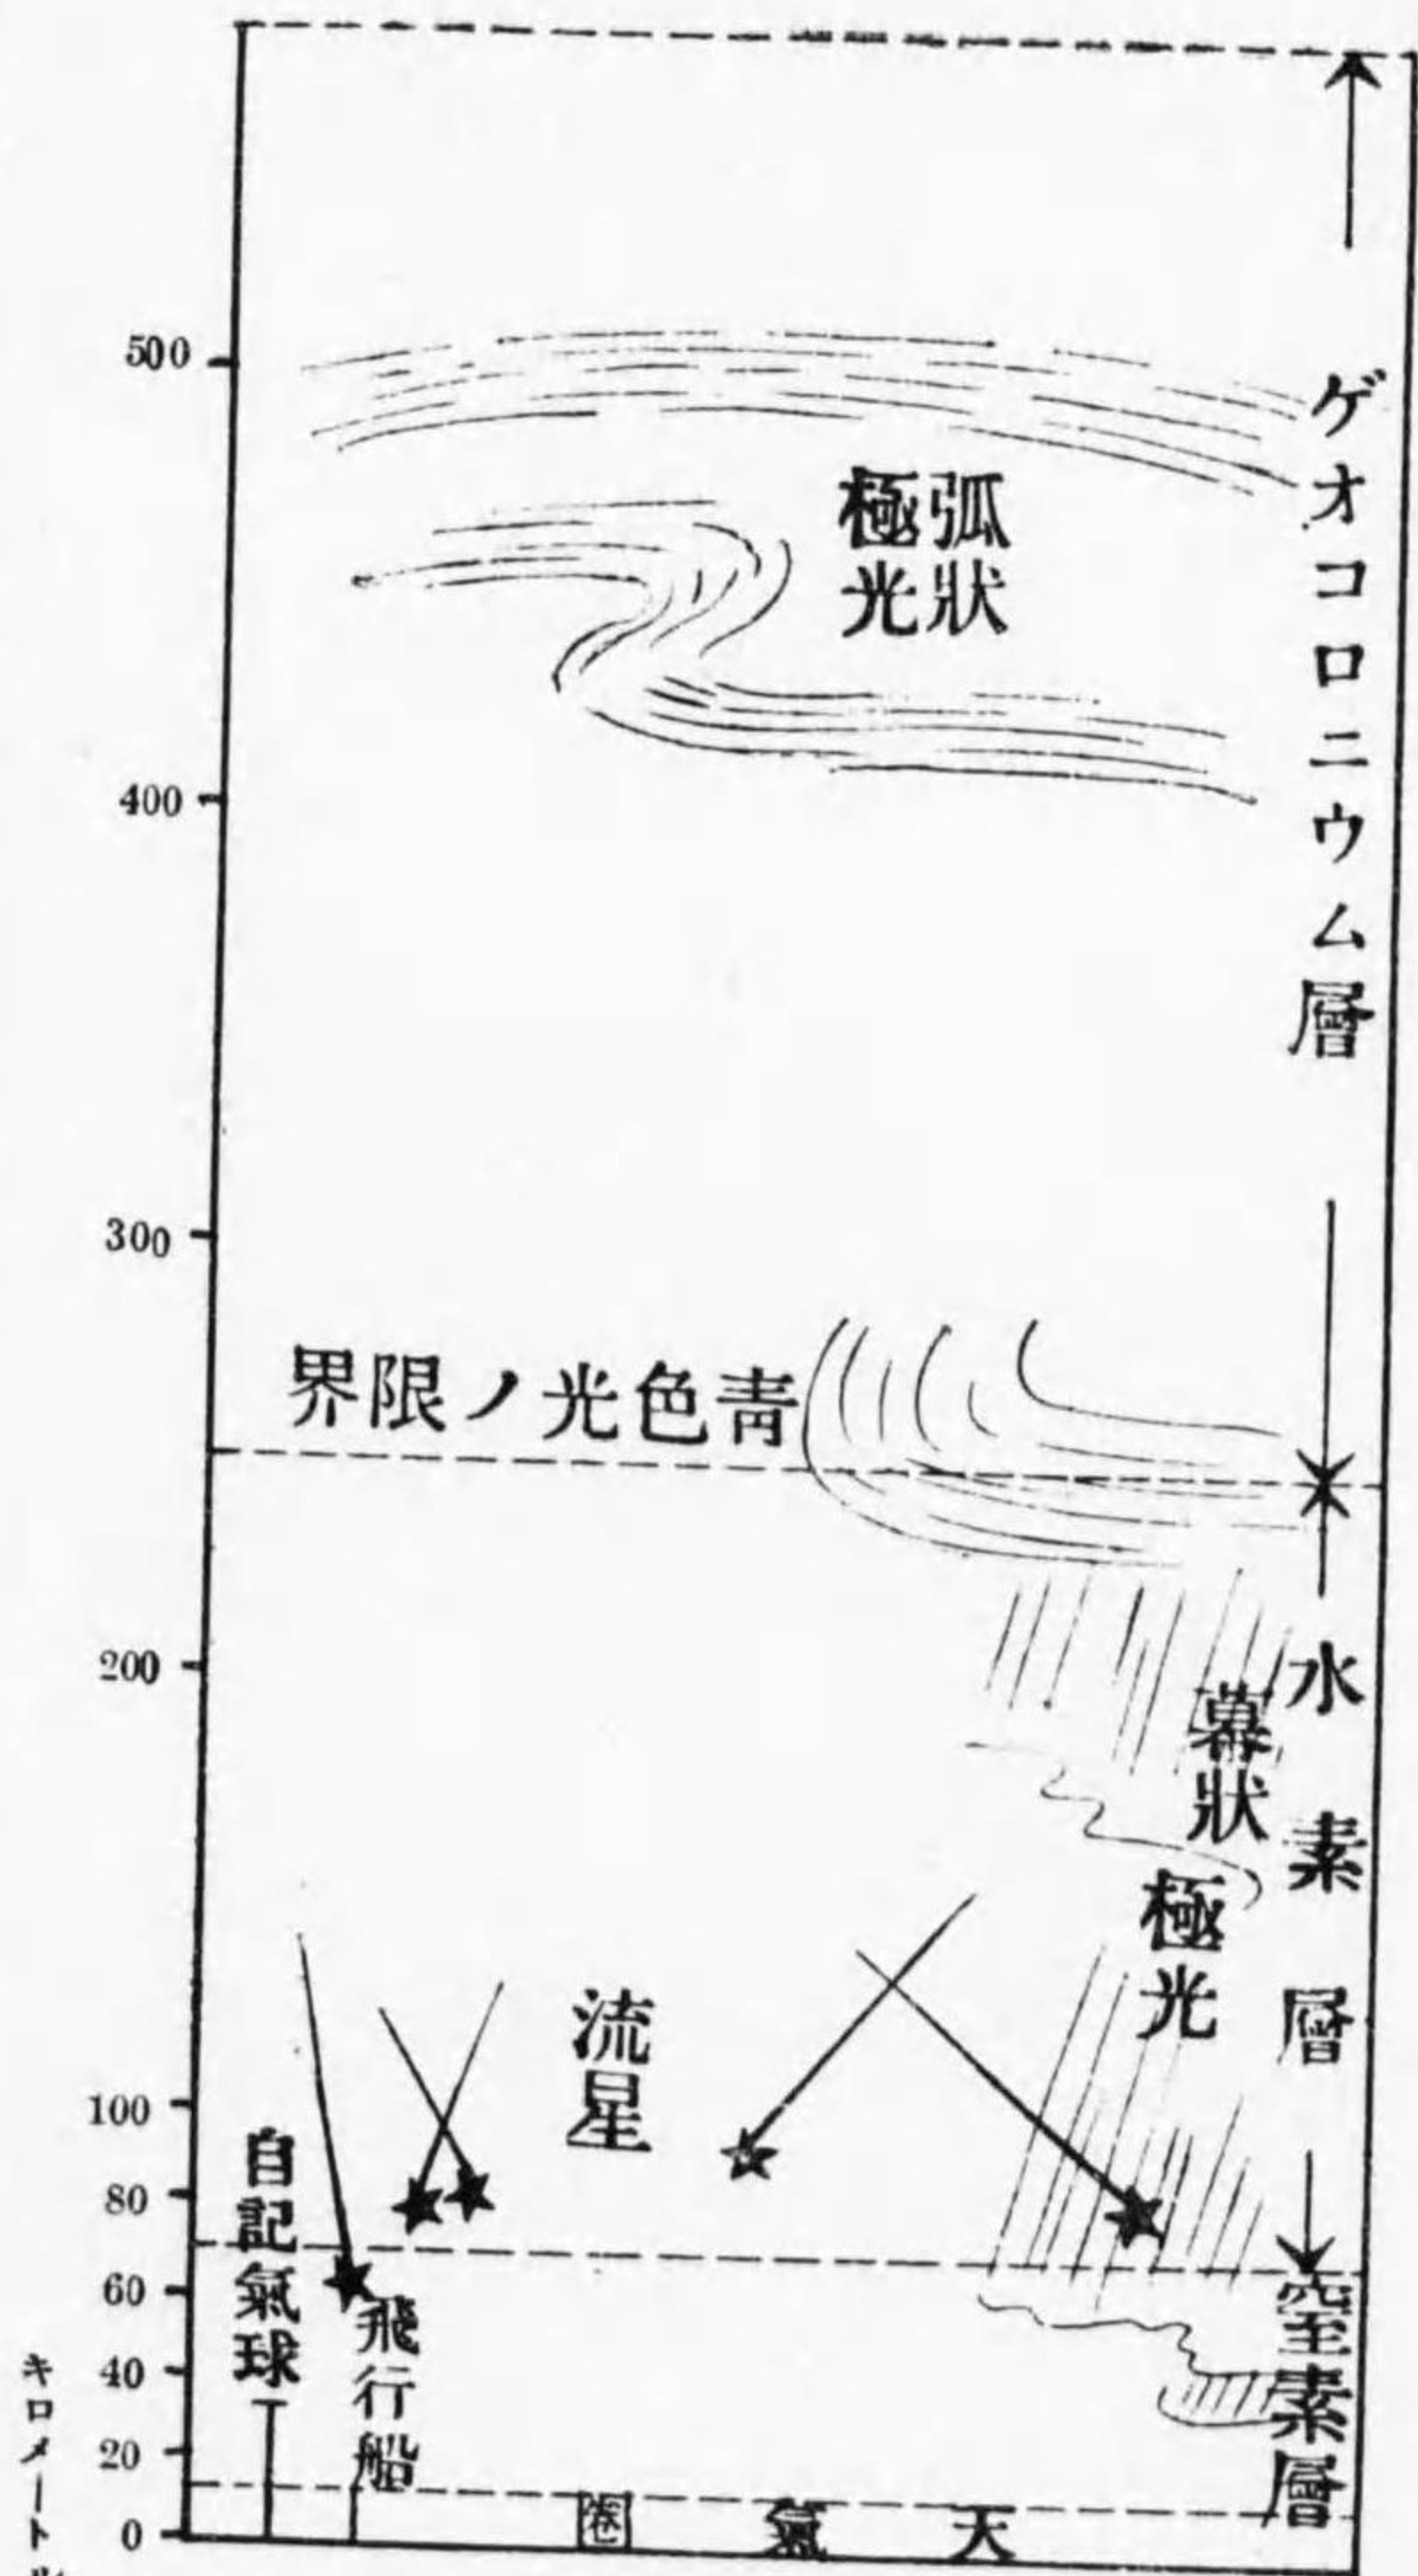 500
400
300
200
100
80
60
40
20
0
キロメートル
ゲオコロニウム層
弧狀
極光
青色光ノ限界
水素層
幕狀極光
流星
自記氣球
飛行船
窒素層
天氣圈